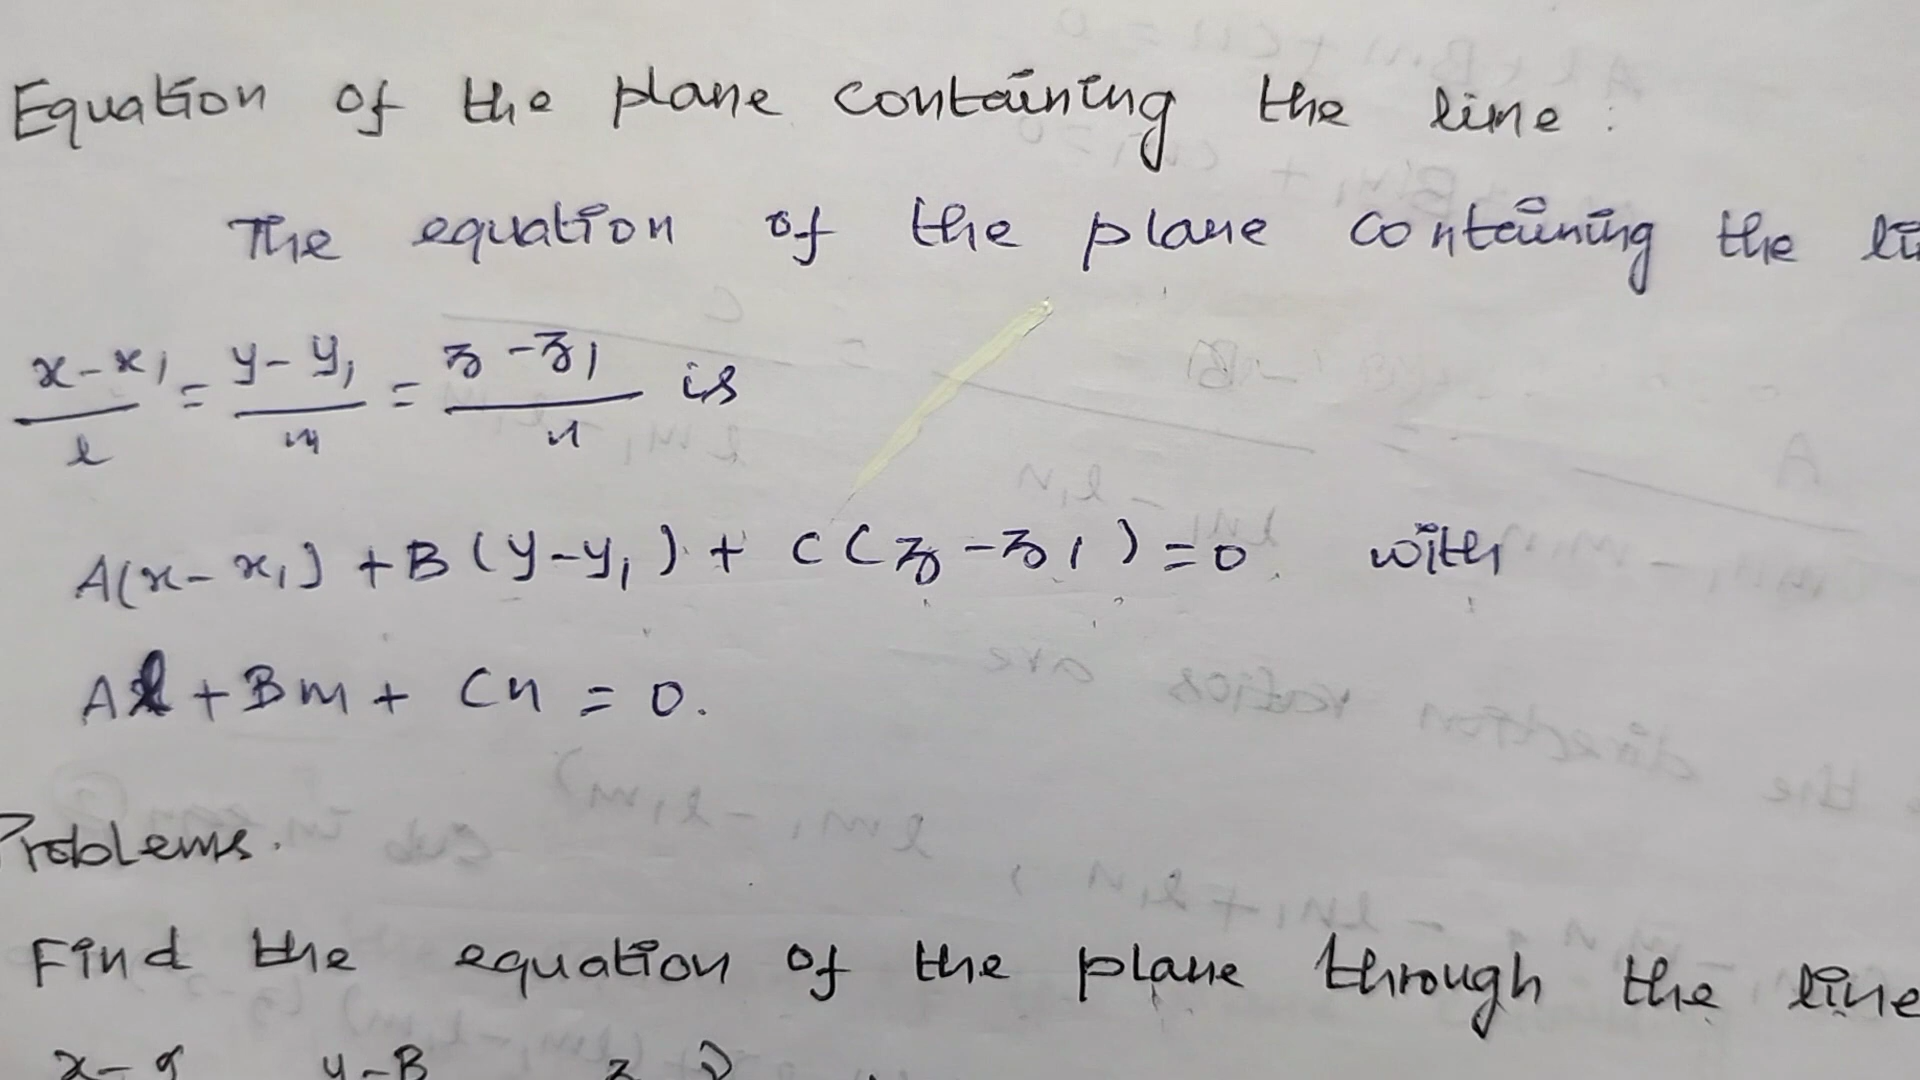 Equation of the plane containing the line :
The equation of the plane containing the li
x-x₁/l = y-y₁/m = z-z₁/n is
A(x-x₁) + B(y-y₁) + C(z-z₁) = 0. with
Al + Bm + Cn = 0.
Problems.
Find the equation of the plane through the line